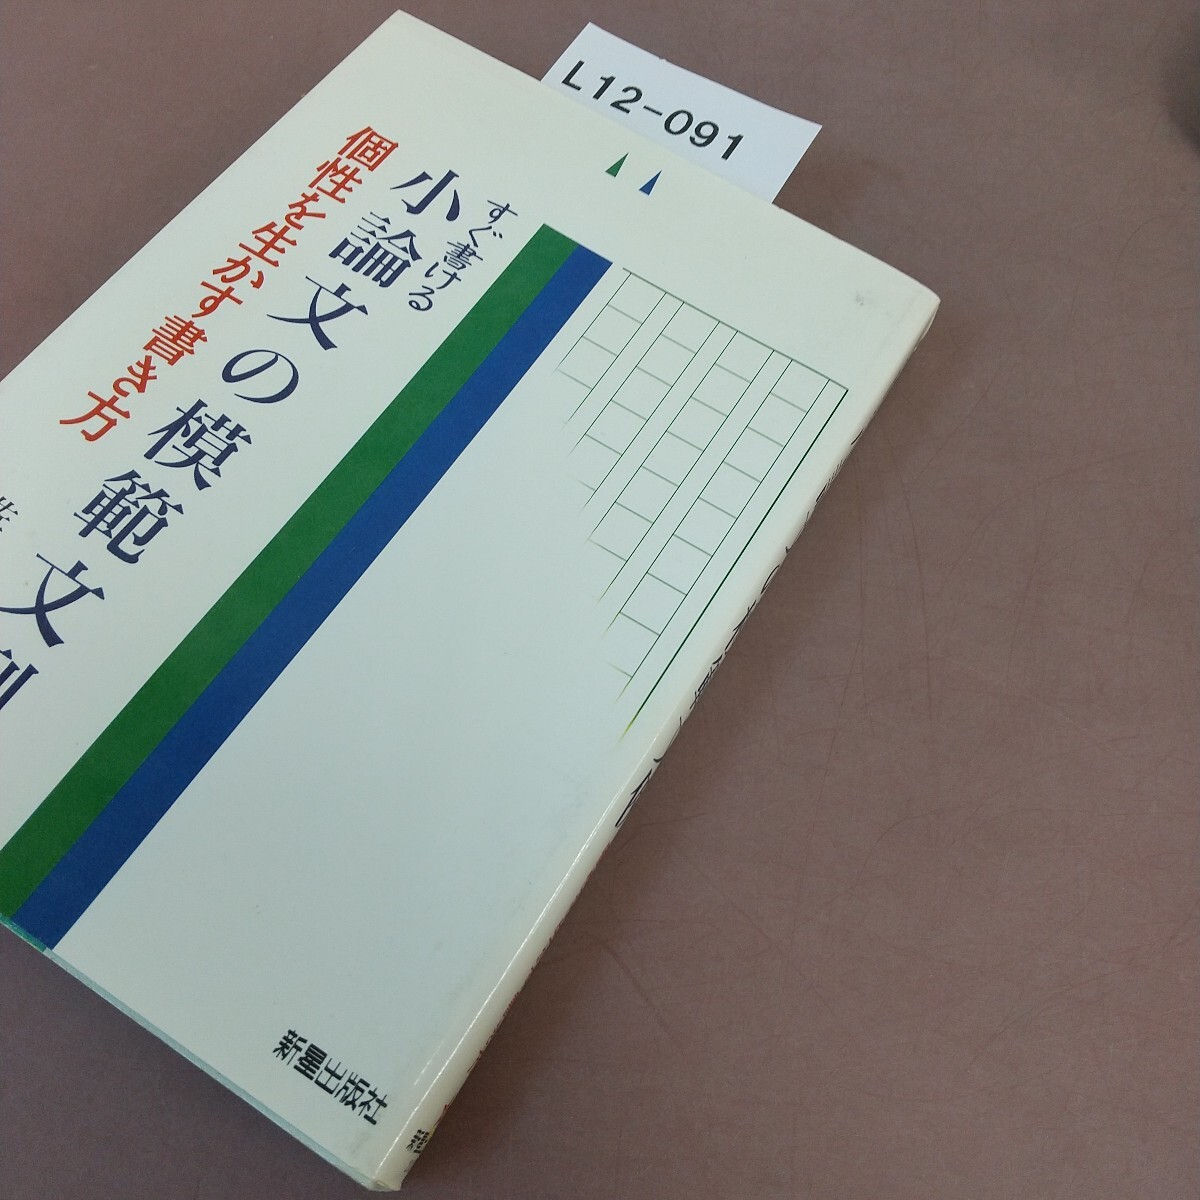 L12-091
すぐ書ける
小論文の模範文例
個性を生かす書き方
新星出版社